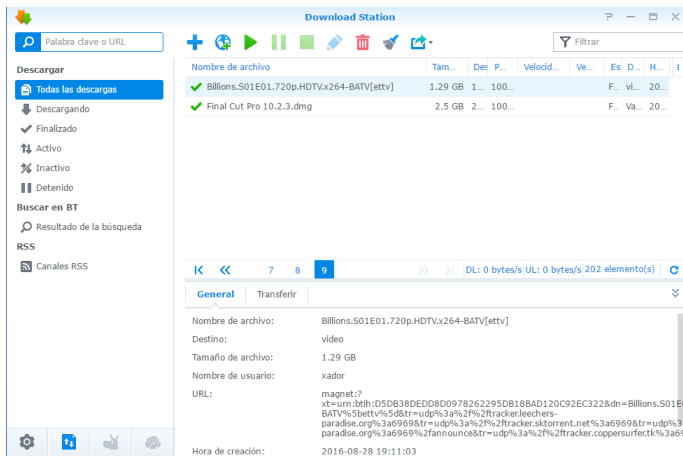 Download Station
Palabra clave o URL
Filtrar
Descargar
Todas las descargas
Descargando
Finalizado
Activo
Inactivo
Detenido
Buscar en BT
Resultado de la búsqueda
RSS
Canales RSS
Nombre de archivo Tam... Des P... Velocid... Ve... Es D... H...
Billions.S01E01.720p.HDTV.x264-BATV[ettv] 1.29 GB 1... 100... F... vi... 20...
Final Cut Pro 10.2.3.dmg 2.5 GB 2... 100... F... Va... 20...
7 8 9 DL: 0 bytes/s UL: 0 bytes/s 202 elemento(s)
General Transferir
Nombre de archivo: Billions.S01E01.720p.HDTV.x264-BATV[ettv]
Destino: video
Tamaño de archivo: 1.29 GB
Nombre de usuario: xador
URL: magnet:?
xt=urn:btih:D5DB38DEDD8D0978262295DB18BAD120C92EC322&dn=Billions.S01E
BATV%5bettv%5d&tr=udp%3a%2f%2ftracker.leechers-
paradise.org%3a6969&tr=udp%3a%2f%2ftracker.sktorrent.net%3a6969&tr=udp%3
paradise.org%3a6969%2fannounce&tr=udp%3a%2f%2ftracker.coppersurfer.tk%3a69
Hora de creación: 2016-08-28 19:11:03